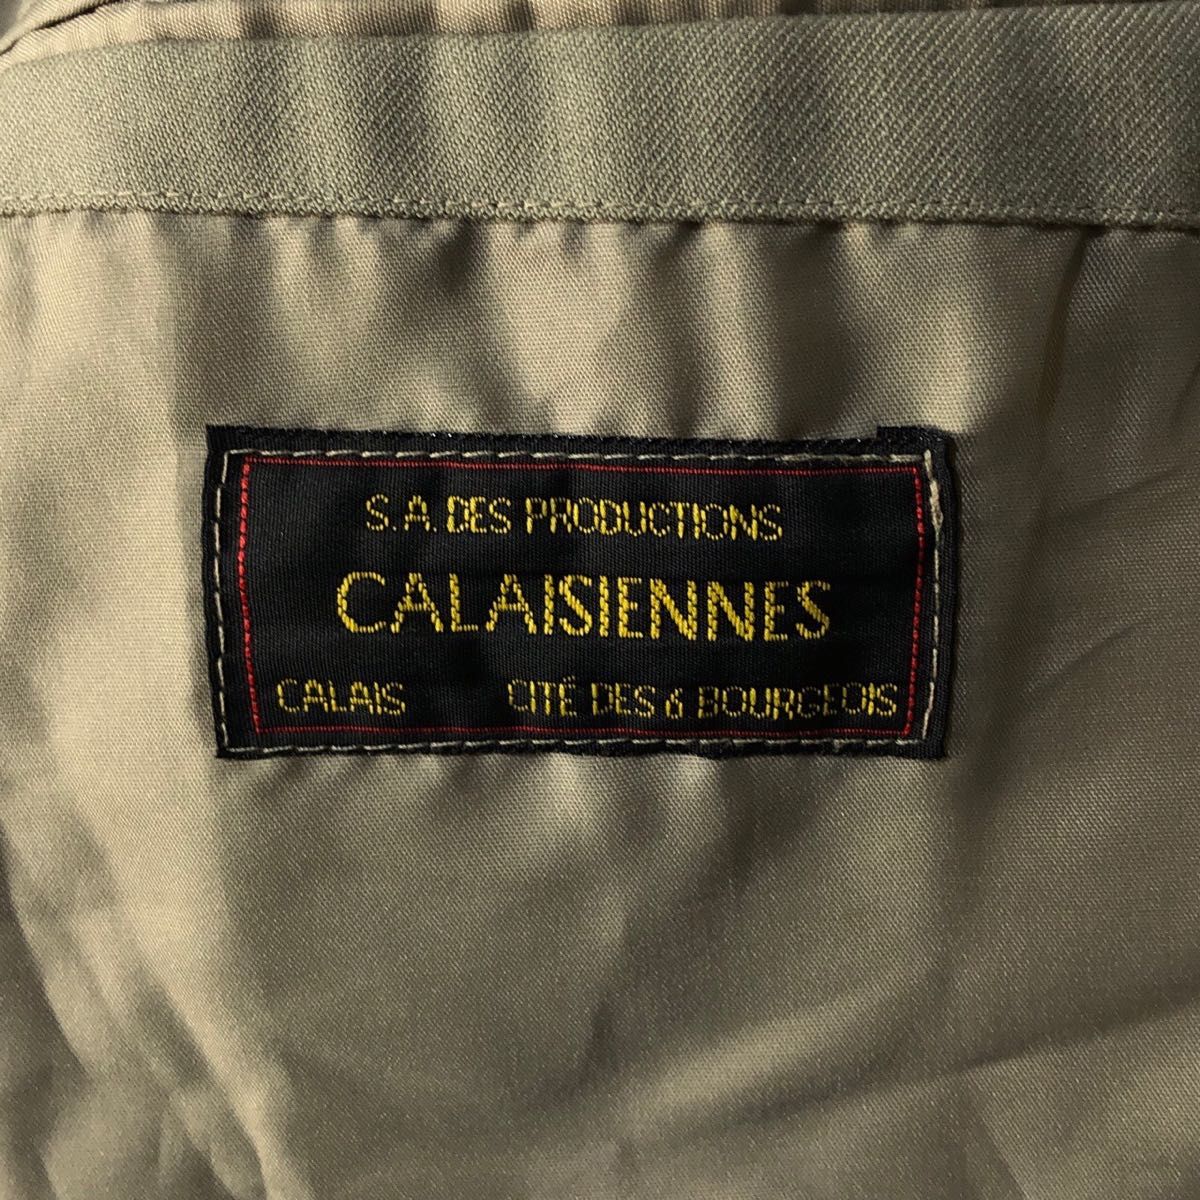 S.A. DES PRODUCTIONS
CALAISIENNES
CALAIS CITÉ DES 6 BOURGEOIS